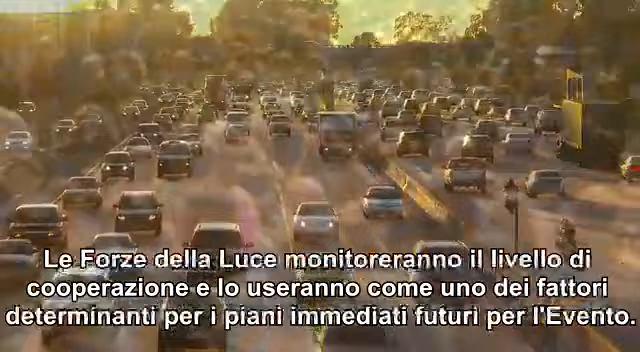 Le Forze della Luce monitoreranno il livello di
cooperazione e lo useranno come uno dei fattori
determinanti per i piani immediati futuri per l'Evento.